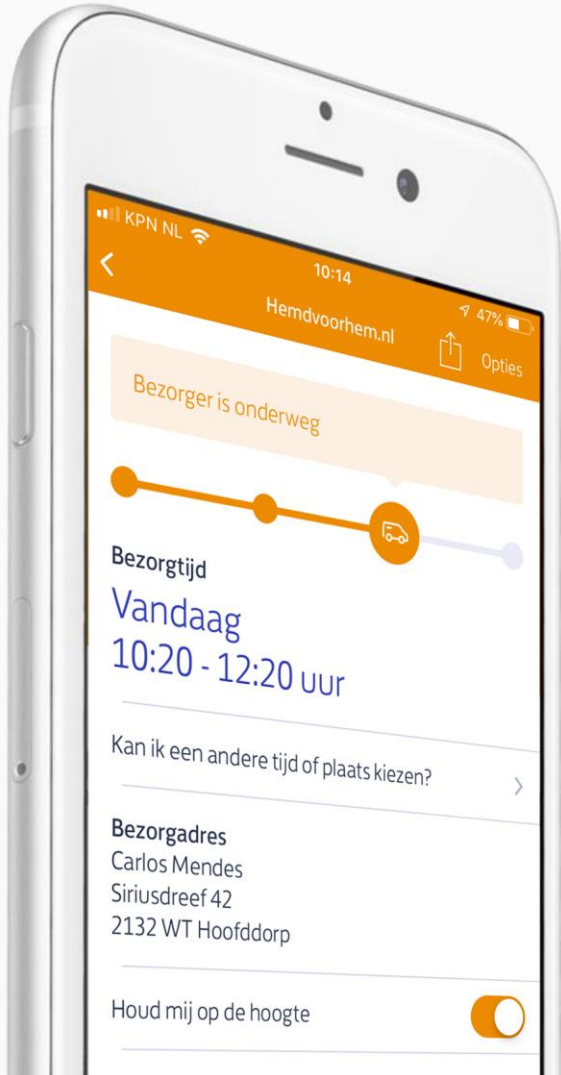 KPN NL
10:14
47%
Hemdvoorhem.nl
Opties
Bezorger is onderweg
Bezorgtijd
Vandaag
10:20 - 12:20 uur
Kan ik een andere tijd of plaats kiezen?
Bezorgadres
Carlos Mendes
Siriusdreef 42
2132 WT Hoofddorp
Houd mij op de hoogte